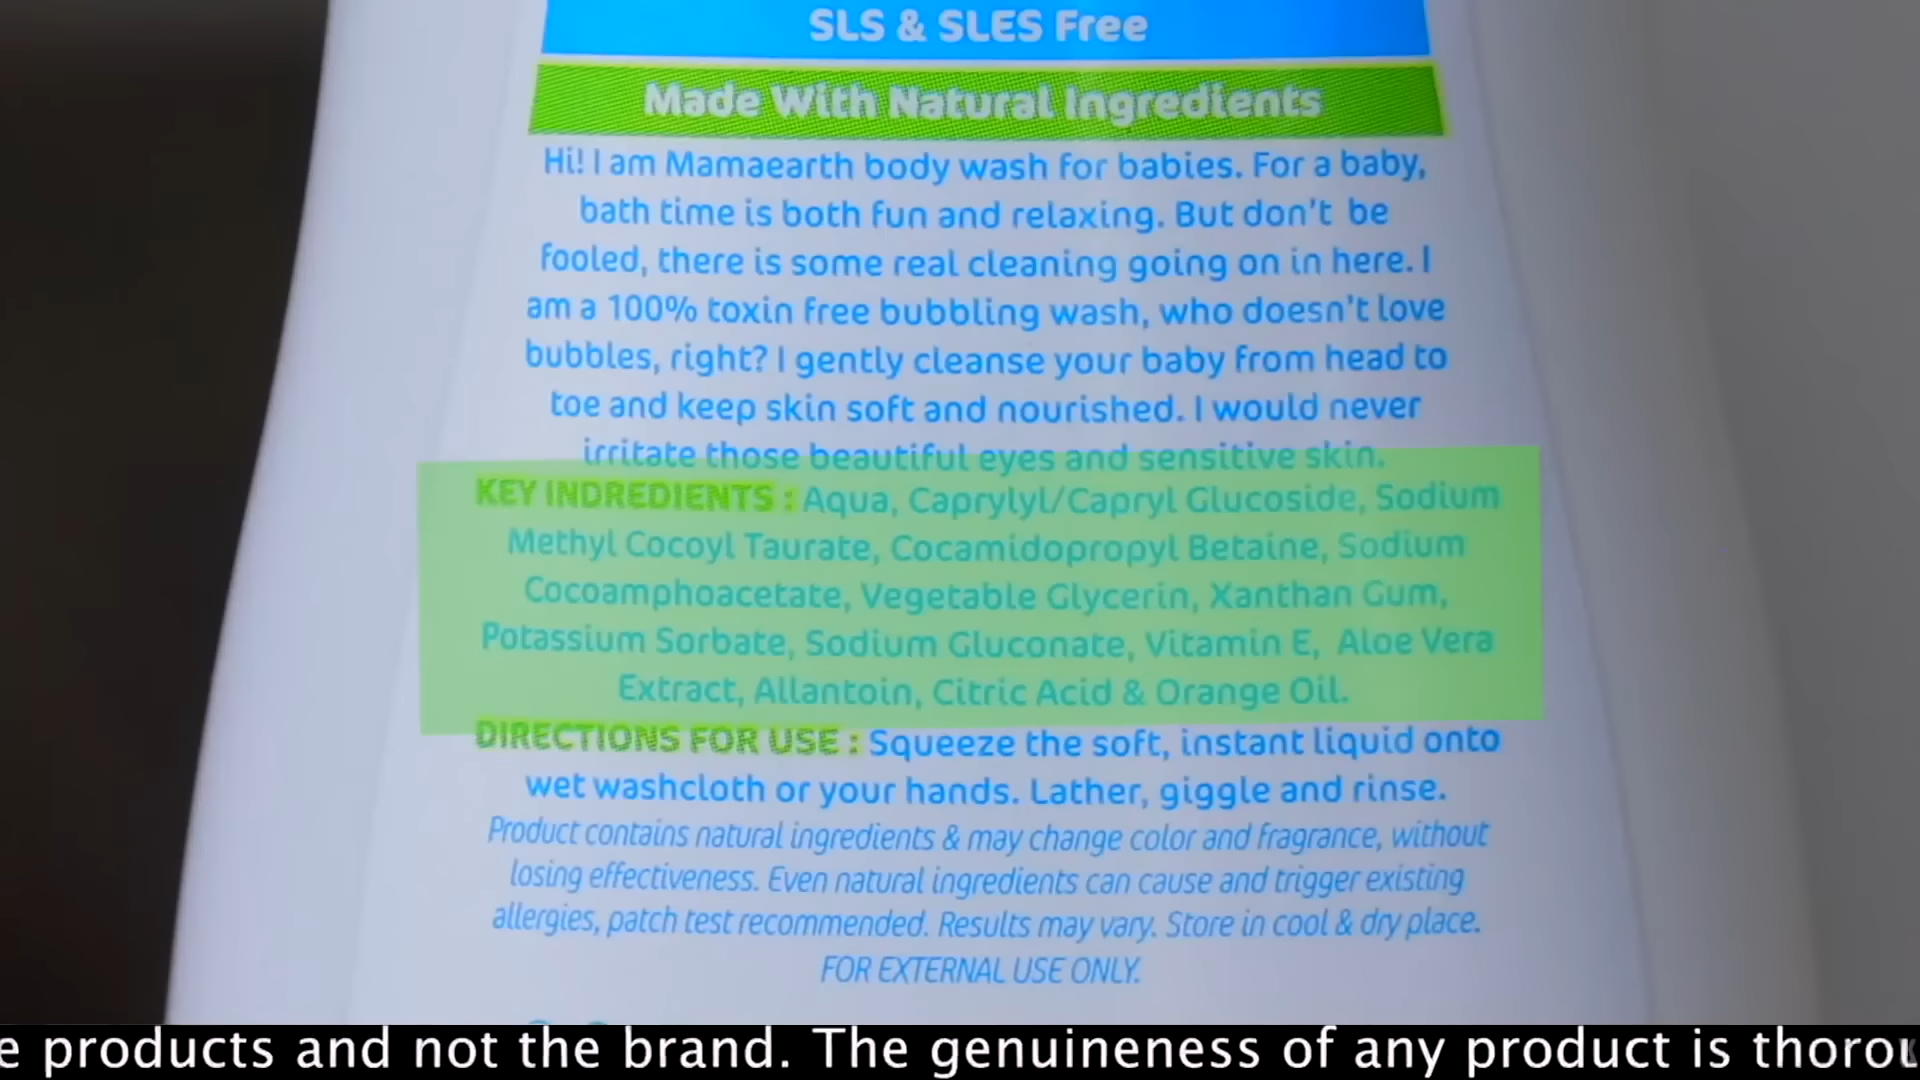 SLS & SLES Free
Made With Natural Ingredients
Hi! I am Mamaearth body wash for babies. For a baby,
bath time is both fun and relaxing. But don't be
fooled, there is some real cleaning going on in here. I
am a 100% toxin free bubbling wash, who doesn't love
bubbles, right? I gently cleanse your baby from head to
toe and keep skin soft and nourished. I would never
irritate those beautiful eyes and sensitive skin.
KEY INDREDIENTS : Aqua, Caprylyl/Capryl Glucoside, Sodium
Methyl Cocoyl Taurate, Cocamidopropyl Betaine, Sodium
Cocoamphoacetate, Vegetable Glycerin, Xanthan Gum,
Potassium Sorbate, Sodium Gluconate, Vitamin E, Aloe Vera
Extract, Allantoin, Citric Acid & Orange Oil.
DIRECTIONS FOR USE : Squeeze the soft, instant liquid onto
wet washcloth or your hands. Lather, giggle and rinse.
Product contains natural ingredients & may change color and fragrance, without
losing effectiveness. Even natural ingredients can cause and trigger existing
allergies, patch test recommended. Results may vary. Store in cool & dry place.
FOR EXTERNAL USE ONLY.
e products and not the brand. The genuineness of any product is thorou